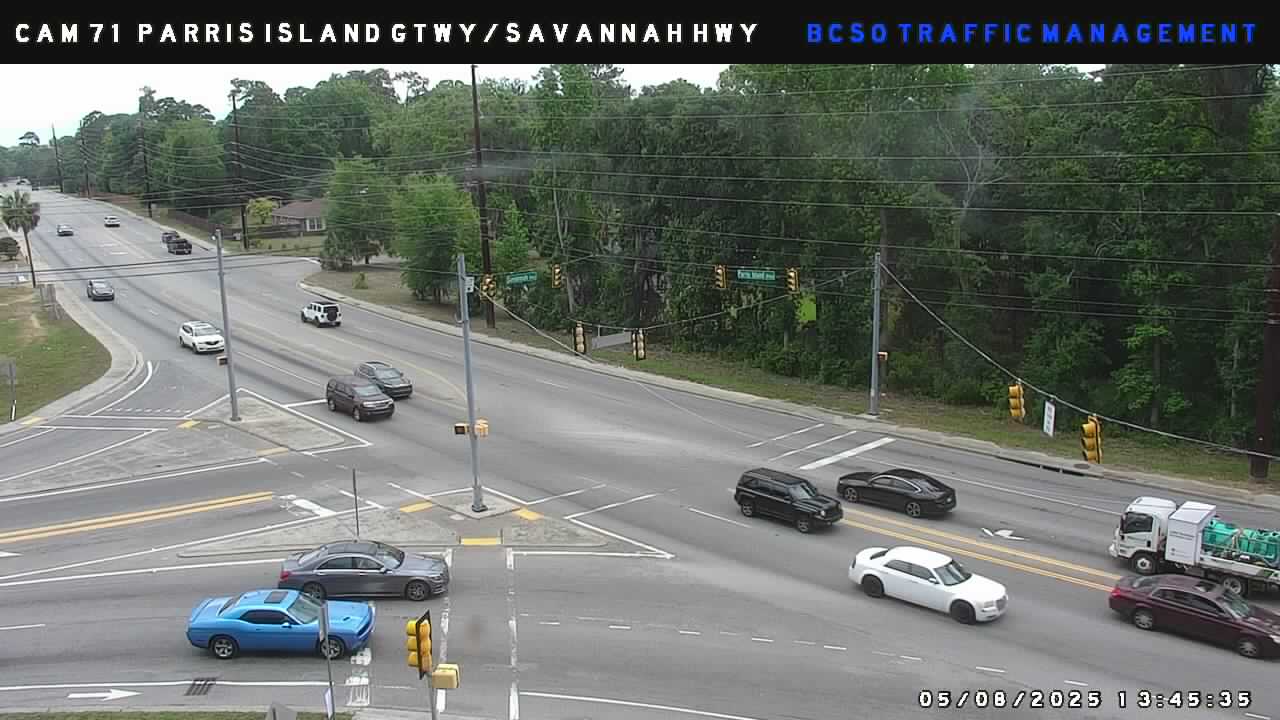 CAM 71 PARRIS ISLAND GTWY/SAVANNAH HWY
BCSO TRAFFIC MANAGEMENT
05/08/2025 13:45:35